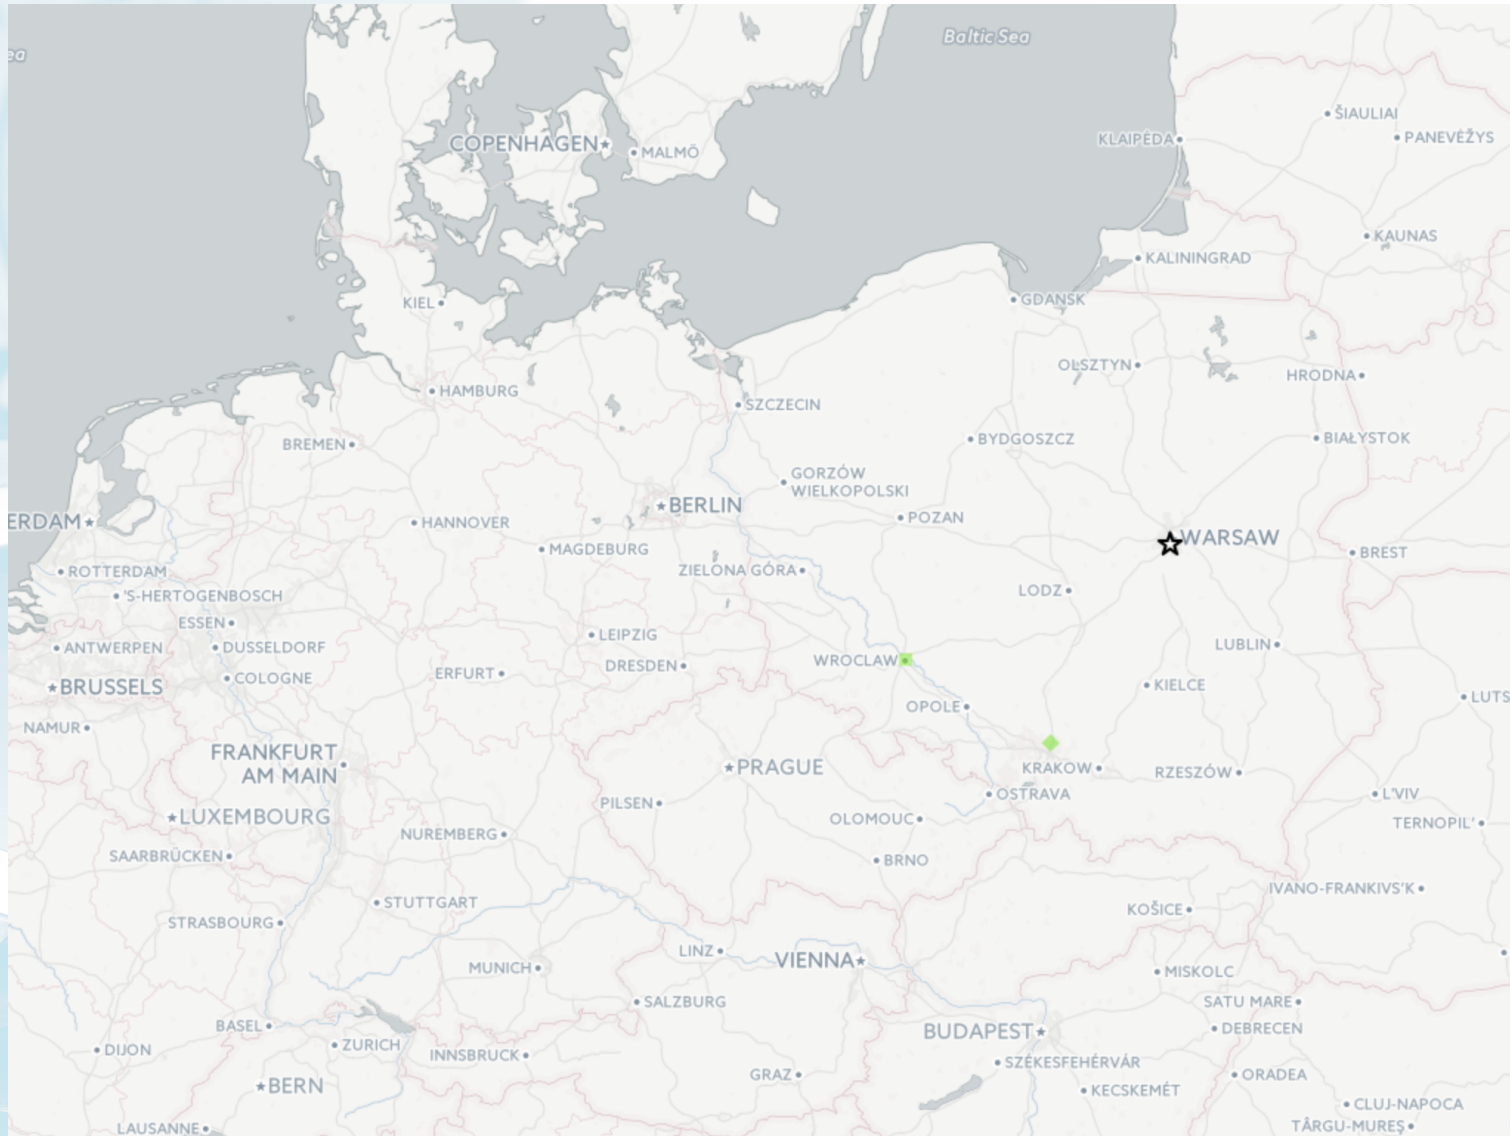 ea
Baltic Sea
ŠIAULIAI
PANEVĖŽYS
KLAIPĖDA
COPENHAGEN
MALMÖ
KAUNAS
KALININGRAD
KIEL
GDANSK
OLSZTYN
HRODNA
HAMBURG
SZCZECIN
BREMEN
BYDGOSZCZ
BIAŁYSTOK
GORZÓW
WIELKOPOLSKI
BERLIN
POZAN
ERDAM
HANNOVER
WARSAW
MAGDEBURG
BREST
ROTTERDAM
ZIELONA GÓRA
'S-HERTOGENBOSCH
LODZ
ESSEN
LEIPZIG
ANTWERPEN
DUSSELDORF
LUBLIN
DRESDEN
WROCLAW
COLOGNE
ERFURT
BRUSSELS
KIELCE
LUTS
OPOLE
NAMUR
FRANKFURT
AM MAIN
PRAGUE
KRAKOW
RZESZÓW
OSTRAVA
L'VIV
PILSEN
LUXEMBOURG
OLOMOUC
TERNOPIL'
NUREMBERG
SAARBRÜCKEN
BRNO
IVANO-FRANKIVS'K
STUTTGART
KOŠICE
STRASBOURG
LINZ
VIENNA
MUNICH
MISKOLC
SALZBURG
SATU MARE
BASEL
BUDAPEST
DEBRECEN
ZURICH
DIJON
INNSBRUCK
SZÉKESFEHÉRVÁR
GRAZ
ORADEA
BERN
KECSKEMÉT
CLUJ-NAPOCA
LAUSANNE
TÂRGU-MUREŞ